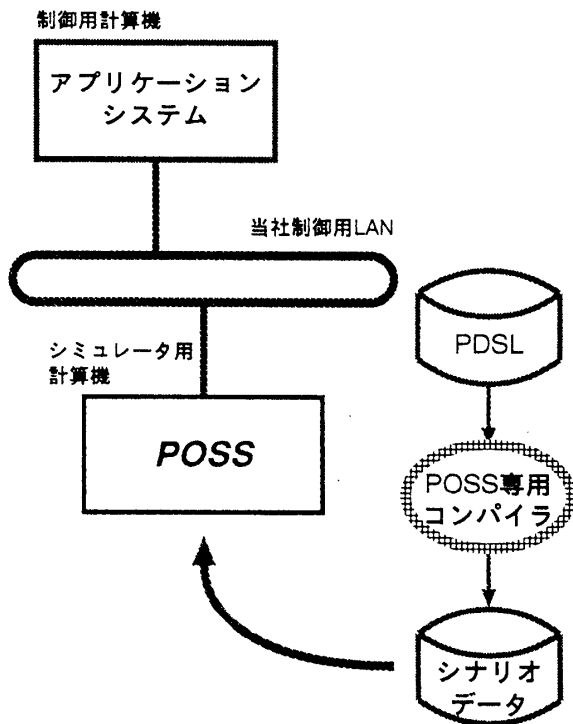 制御用計算機
アプリケーション
システム
当社制御用LAN
シミュレータ用
計算機
POSS
PDSL
POSS専用
コンパイラ
シナリオ
データ